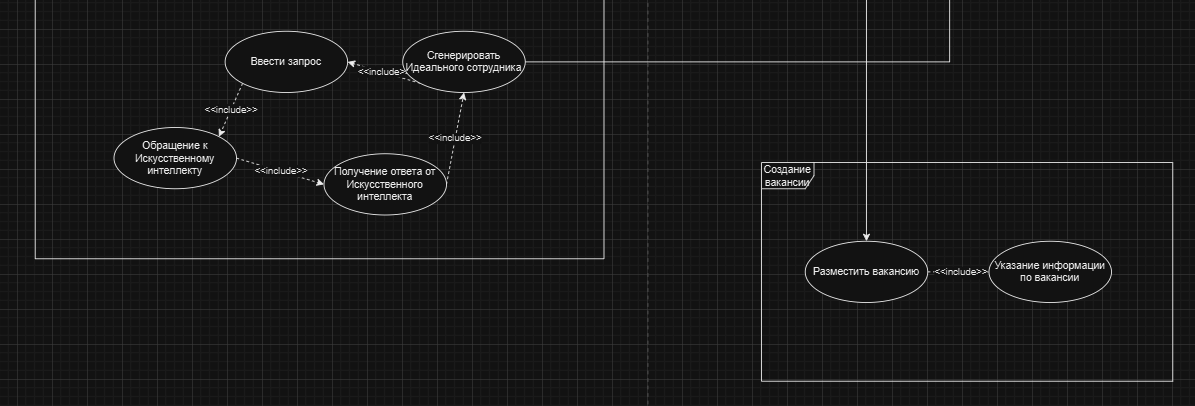 Ввести запрос
<<include>>
Сгенерировать
Идеального сотрудника
<<include>>
Обращение к
Искусственному
интеллекту
<<include>>
Получение ответа от
Искусственного
интеллекта
<<include>>
Создание
вакансии
Разместить вакансию
<<include>>
Указание информации
по вакансии